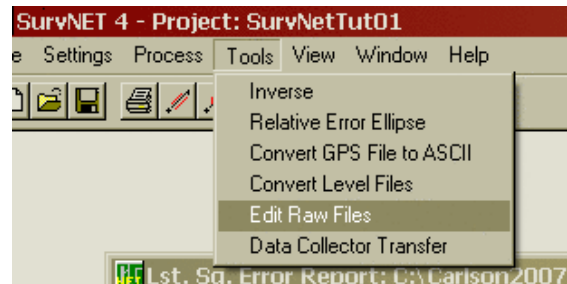 SurvNET 4 - Project: SurvNetTut01
Settings Process Tools View Window Help
Inverse
Relative Error Ellipse
Convert GPS File to ASCII
Convert Level Files
Edit Raw Files
Data Collector Transfer
Lst. Sq. Error Report: C:\Carlson2007